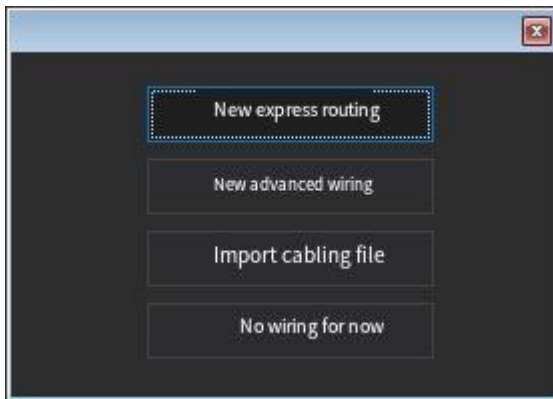 New express routing
New advanced wiring
Import cabling file
No wiring for now